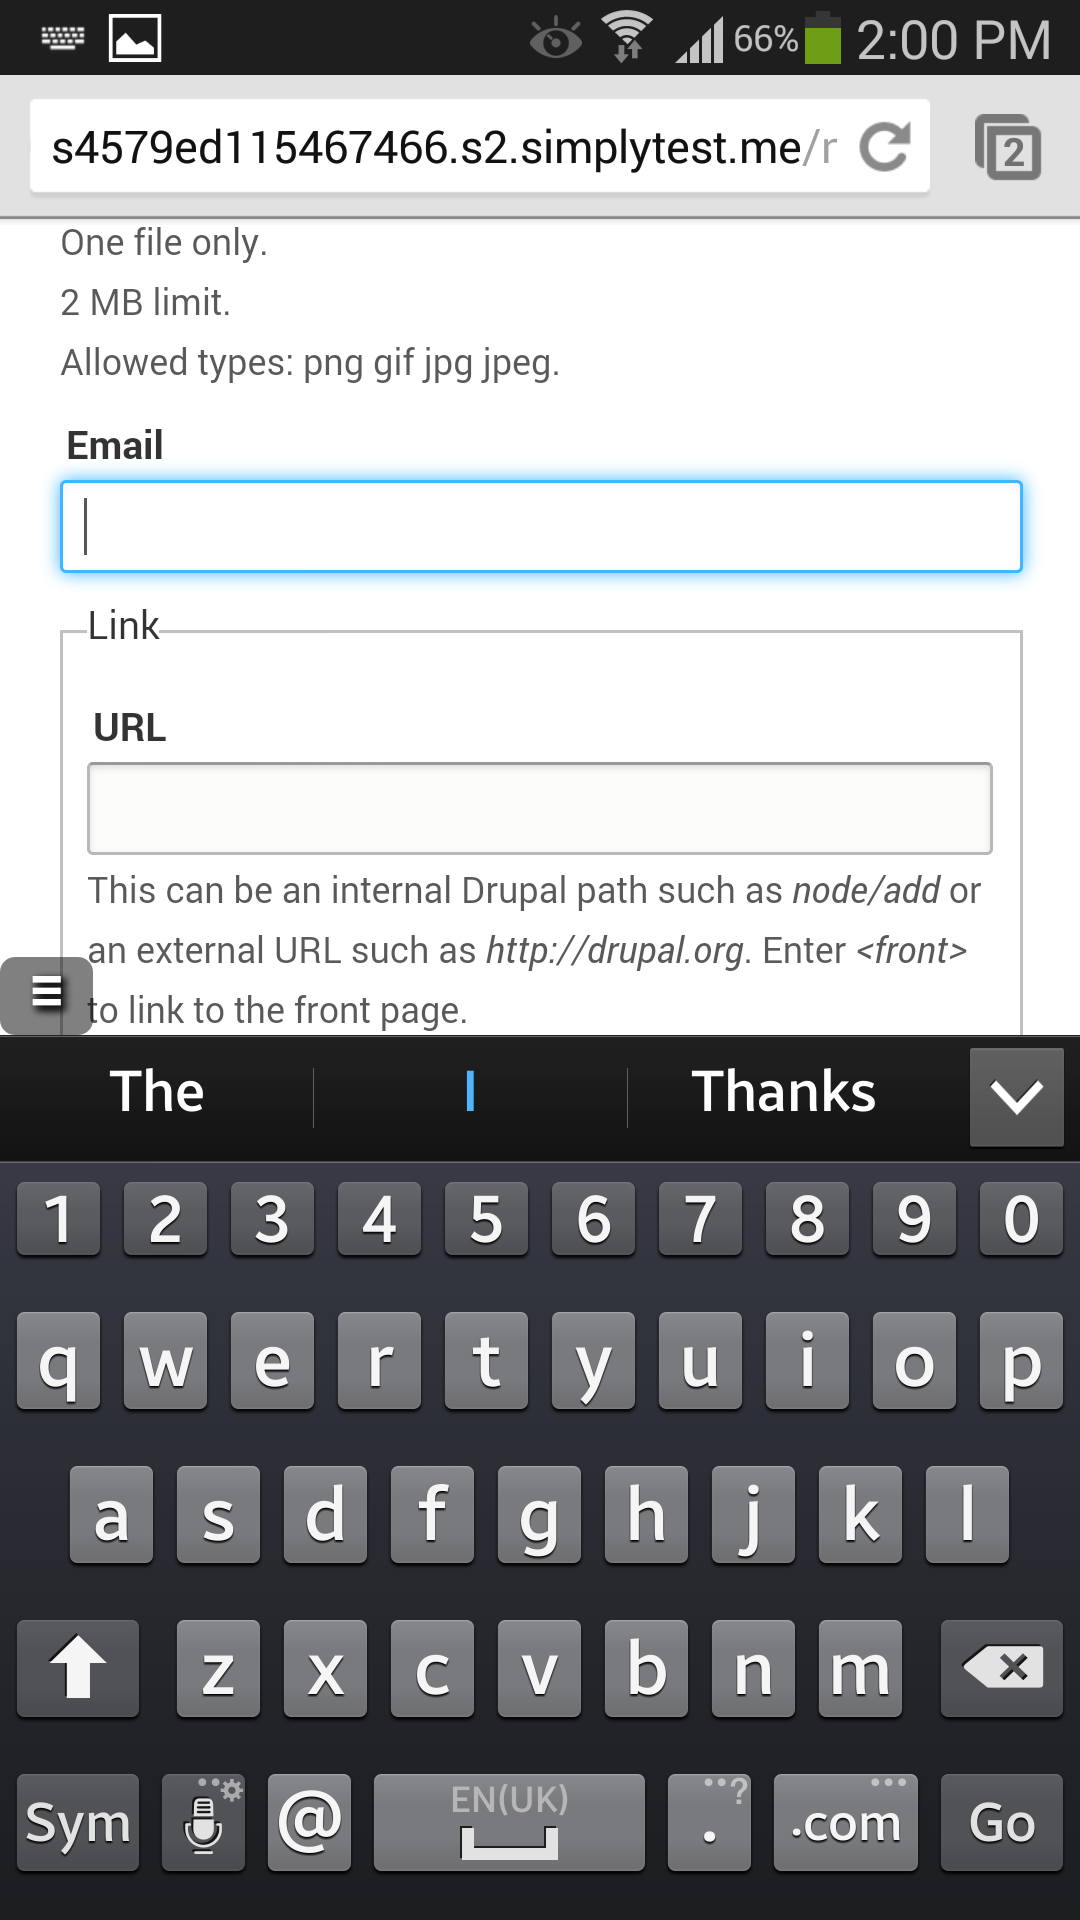 66% 2:00 PM
s4579ed115467466.s2.simplytest.me/r
2
One file only.
2 MB limit.
Allowed types: png gif jpg jpeg.
Email
Link
URL
This can be an internal Drupal path such as node/add or
an external URL such as http://drupal.org. Enter <front>
to link to the front page.
The I Thanks
1 2 3 4 5 6 7 8 9 0
q w e r t y u i o p
a s d f g h j k l
z x c v b n m
EN(UK) ?
Sym @ . .com Go